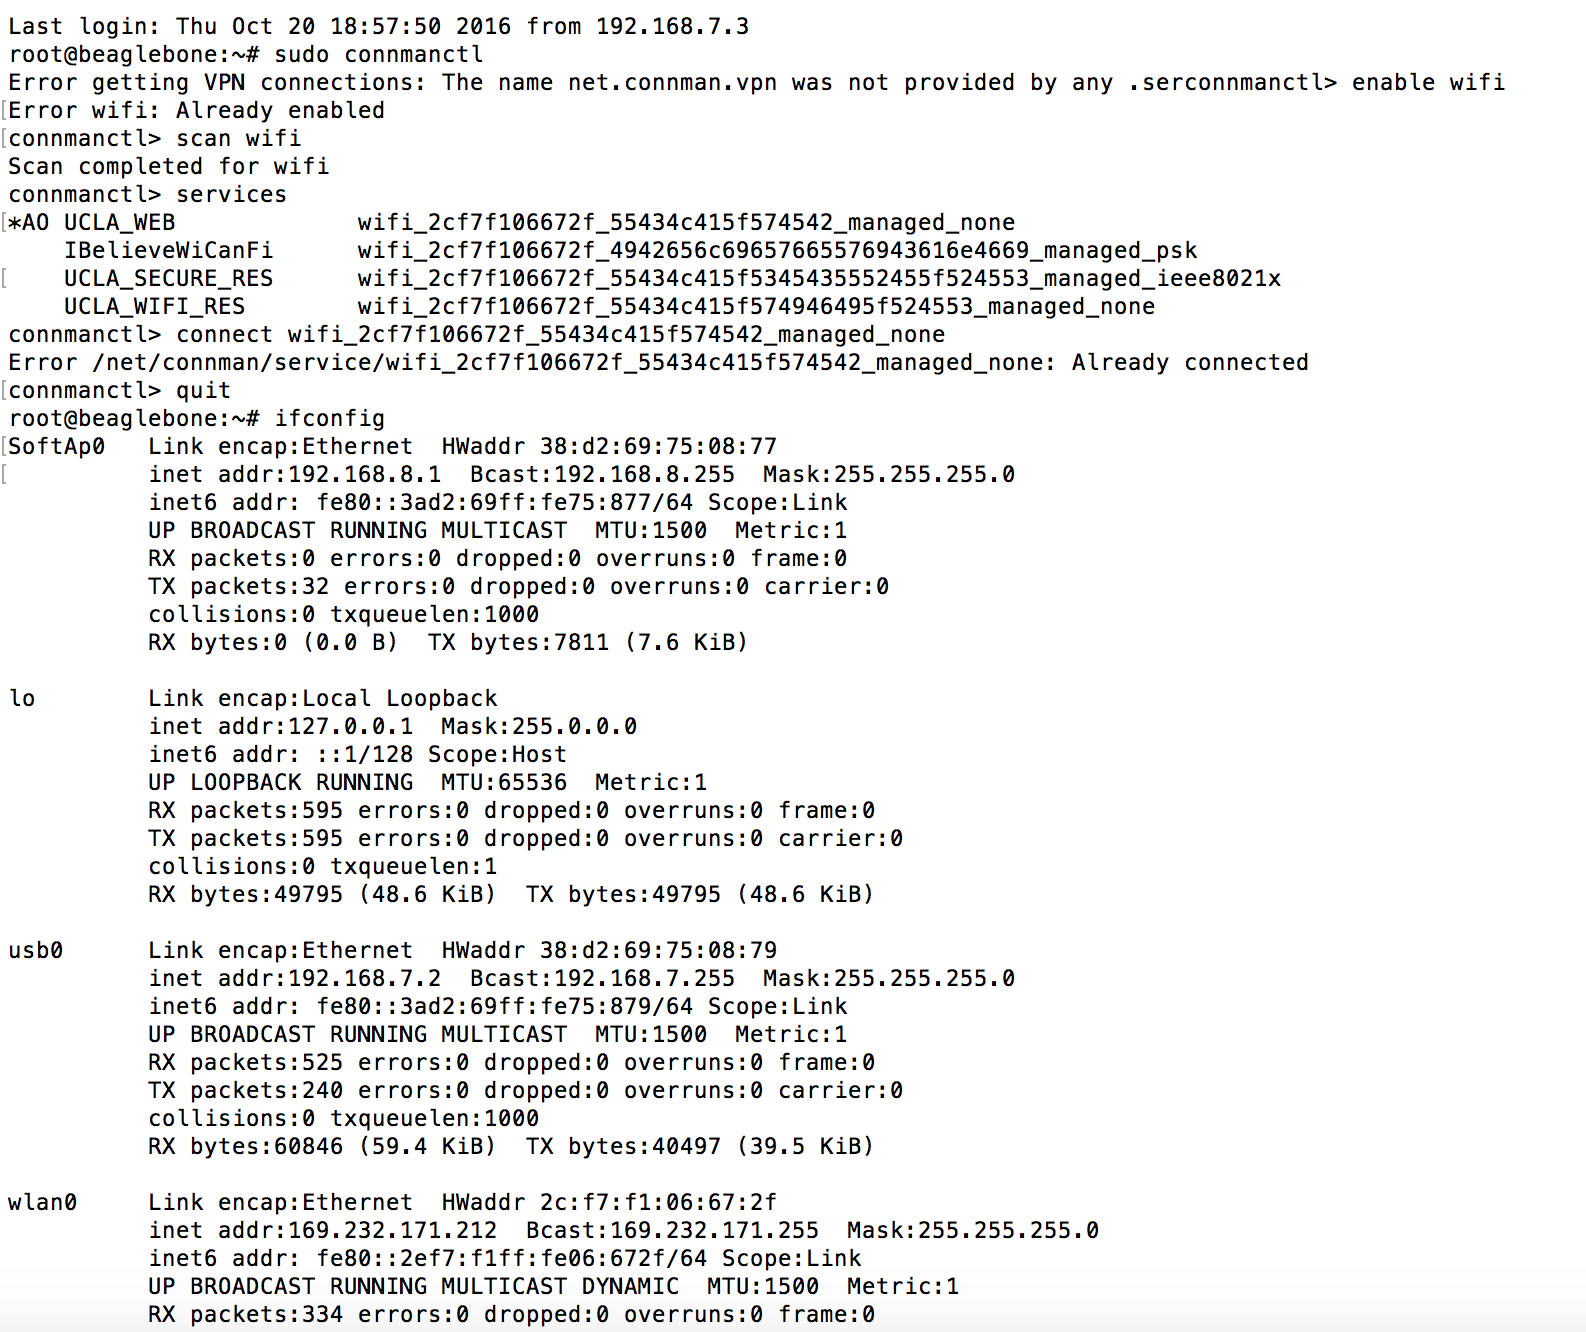 Last login: Thu Oct 20 18:57:50 2016 from 192.168.7.3
root@beaglebone:~# sudo connmanctl
Error getting VPN connections: The name net.connman.vpn was not provided by any .serconnmanctl> enable wifi
[Error wifi: Already enabled
[connmanctl> scan wifi
Scan completed for wifi
connmanctl> services
[*AO UCLA_WEB             wifi_2cf7f106672f_55434c415f574542_managed_none
    IBelieveWiCanFi      wifi_2cf7f106672f_4942656c69657665576943616e4669_managed_psk
[    UCLA_SECURE_RES      wifi_2cf7f106672f_55434c415f5345435552455f524553_managed_ieee8021x
    UCLA_WIFI_RES        wifi_2cf7f106672f_55434c415f574946495f524553_managed_none
connmanctl> connect wifi_2cf7f106672f_55434c415f574542_managed_none
Error /net/connman/service/wifi_2cf7f106672f_55434c415f574542_managed_none: Already connected
[connmanctl> quit
root@beaglebone:~# ifconfig
[SoftAp0   Link encap:Ethernet  HWaddr 38:d2:69:75:08:77
[          inet addr:192.168.8.1  Bcast:192.168.8.255  Mask:255.255.255.0
          inet6 addr: fe80::3ad2:69ff:fe75:877/64 Scope:Link
          UP BROADCAST RUNNING MULTICAST  MTU:1500  Metric:1
          RX packets:0 errors:0 dropped:0 overruns:0 frame:0
          TX packets:32 errors:0 dropped:0 overruns:0 carrier:0
          collisions:0 txqueuelen:1000
          RX bytes:0 (0.0 B)  TX bytes:7811 (7.6 KiB)

lo        Link encap:Local Loopback
          inet addr:127.0.0.1  Mask:255.0.0.0
          inet6 addr: ::1/128 Scope:Host
          UP LOOPBACK RUNNING  MTU:65536  Metric:1
          RX packets:595 errors:0 dropped:0 overruns:0 frame:0
          TX packets:595 errors:0 dropped:0 overruns:0 carrier:0
          collisions:0 txqueuelen:1
          RX bytes:49795 (48.6 KiB)  TX bytes:49795 (48.6 KiB)

usb0      Link encap:Ethernet  HWaddr 38:d2:69:75:08:79
          inet addr:192.168.7.2  Bcast:192.168.7.255  Mask:255.255.255.0
          inet6 addr: fe80::3ad2:69ff:fe75:879/64 Scope:Link
          UP BROADCAST RUNNING MULTICAST  MTU:1500  Metric:1
          RX packets:525 errors:0 dropped:0 overruns:0 frame:0
          TX packets:240 errors:0 dropped:0 overruns:0 carrier:0
          collisions:0 txqueuelen:1000
          RX bytes:60846 (59.4 KiB)  TX bytes:40497 (39.5 KiB)

wlan0     Link encap:Ethernet  HWaddr 2c:f7:f1:06:67:2f
          inet addr:169.232.171.212  Bcast:169.232.171.255  Mask:255.255.255.0
          inet6 addr: fe80::2ef7:f1ff:fe06:672f/64 Scope:Link
          UP BROADCAST RUNNING MULTICAST DYNAMIC  MTU:1500  Metric:1
          RX packets:334 errors:0 dropped:0 overruns:0 frame:0